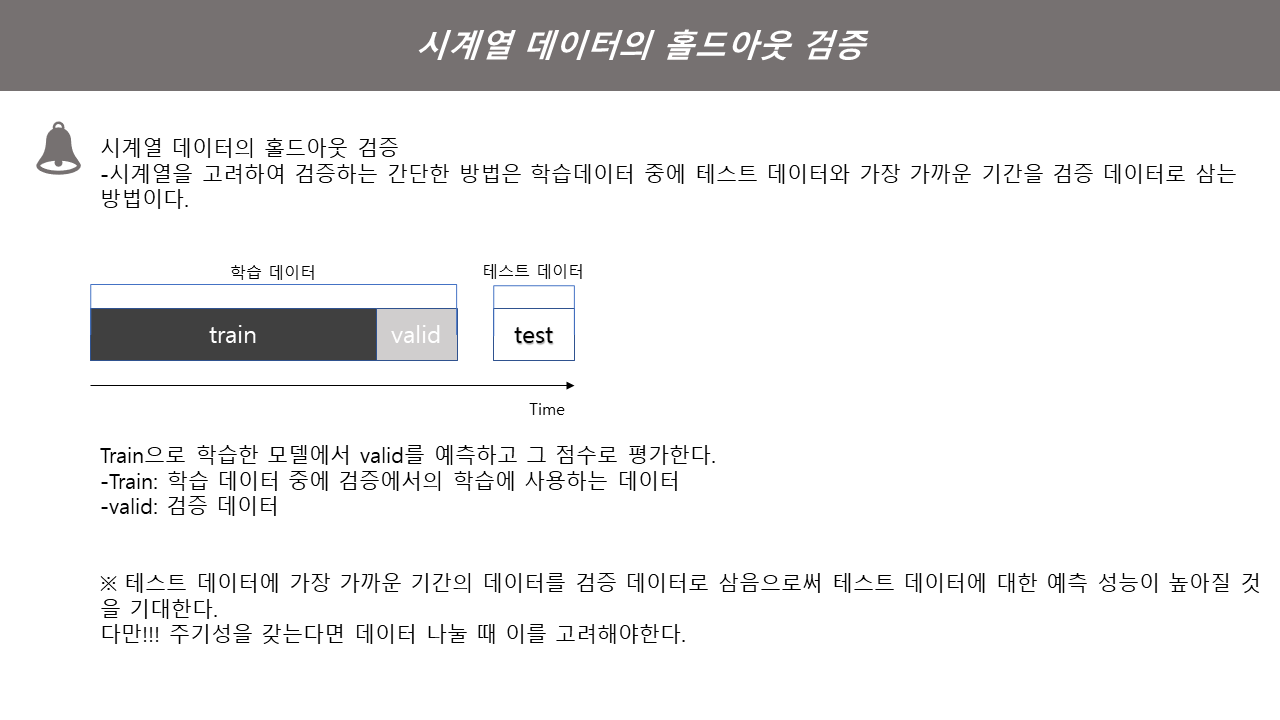 시계열 데이터의 홀드아웃 검증
시계열 데이터의 홀드아웃 검증
-시계열을 고려하여 검증하는 간단한 방법은 학습데이터 중에 테스트 데이터와 가장 가까운 기간을 검증 데이터로 삼는
방법이다.
학습 데이터 테스트 데이터
train valid test
Time
Train으로 학습한 모델에서 valid를 예측하고 그 점수로 평가한다.
-Train: 학습 데이터 중에 검증에서의 학습에 사용하는 데이터
-valid: 검증 데이터
※ 테스트 데이터에 가장 가까운 기간의 데이터를 검증 데이터로 삼음으로써 테스트 데이터에 대한 예측 성능이 높아질 것
을 기대한다.
다만!!! 주기성을 갖는다면 데이터 나눌 때 이를 고려해야한다.